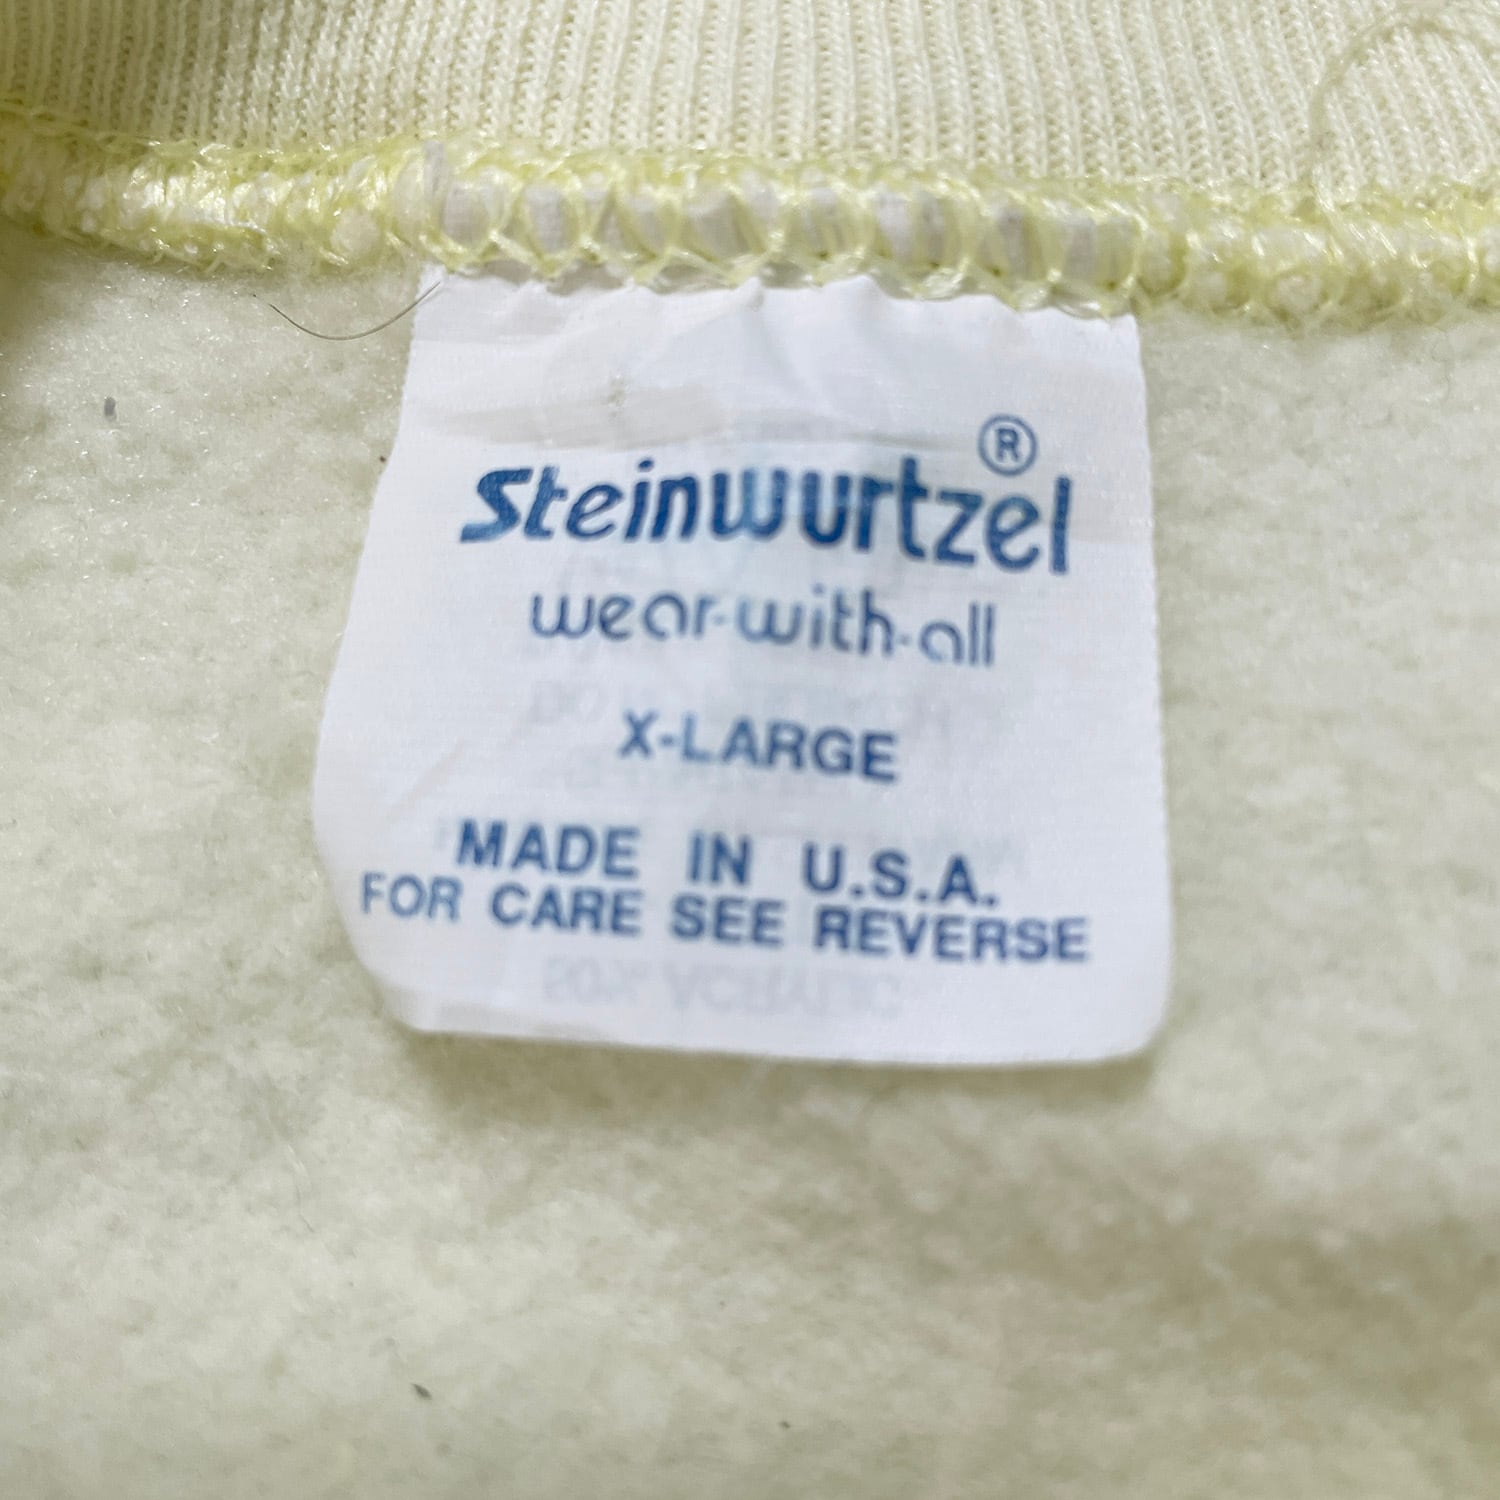 Steinwurtzel®
wear-with-all
X-LARGE
MADE IN U.S.A.
FOR CARE SEE REVERSE